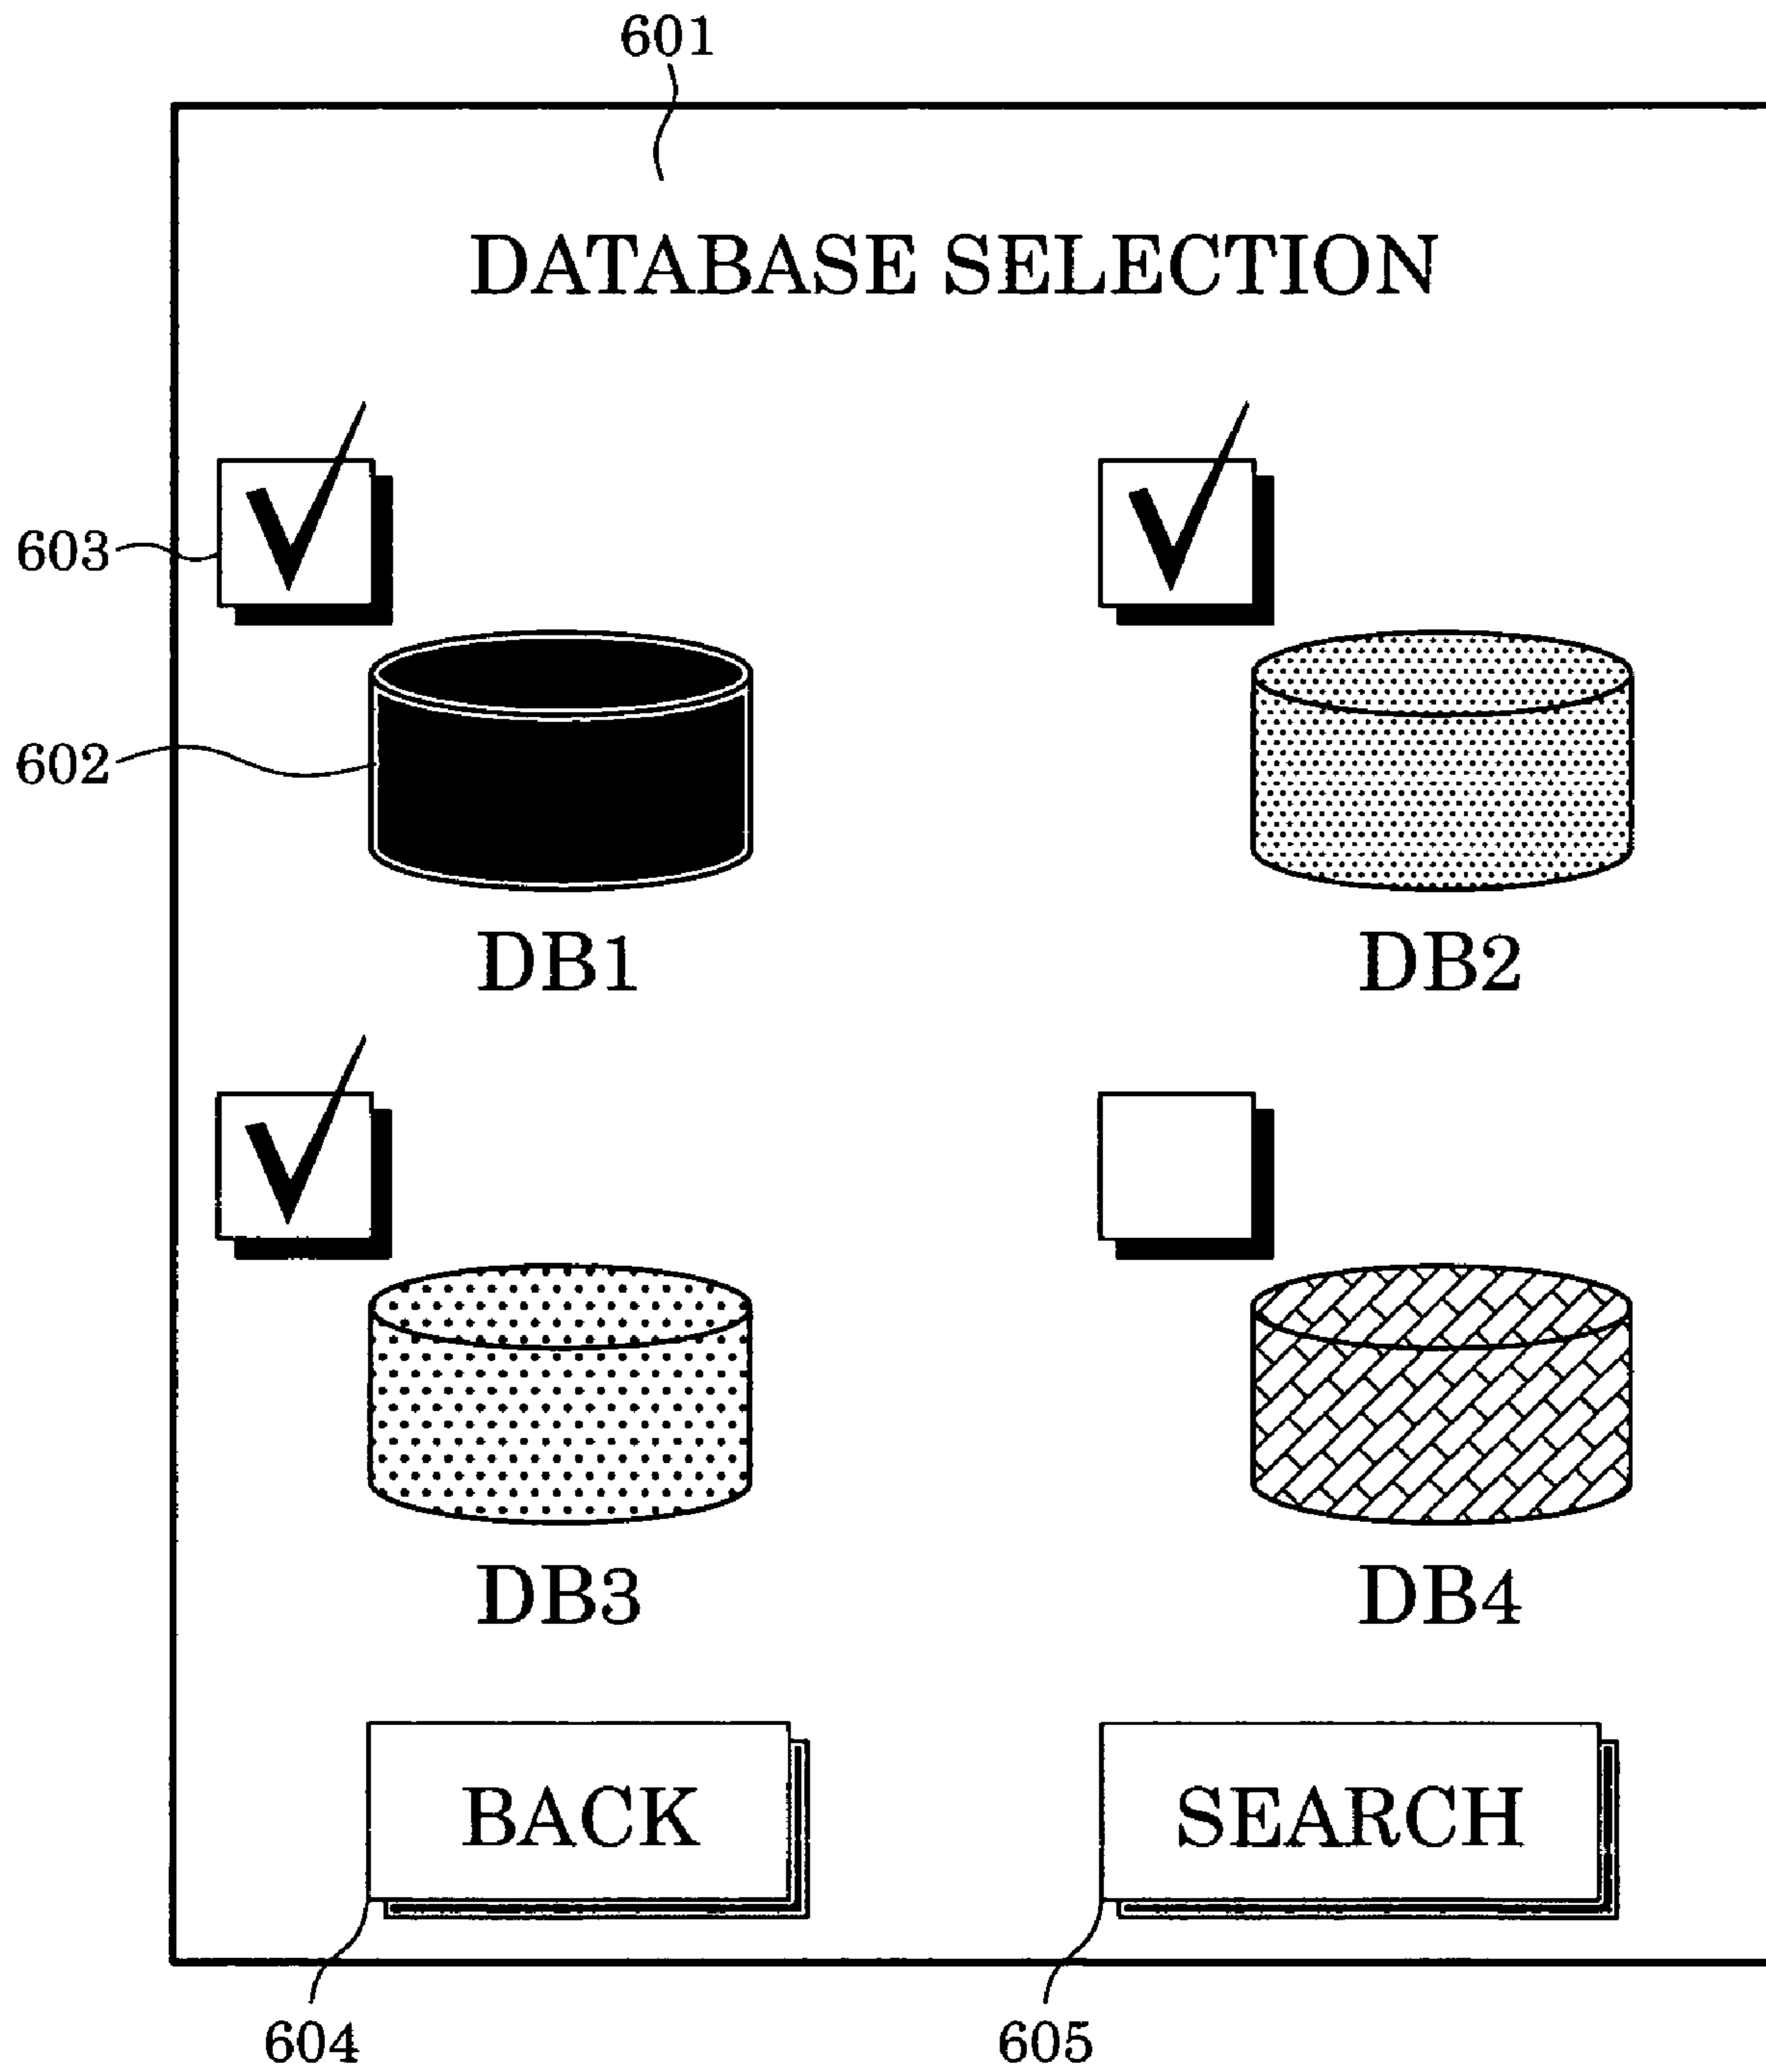 601
DATABASE SELECTION
603
602
DB1 DB2
DB3 DB4
BACK SEARCH
604 605